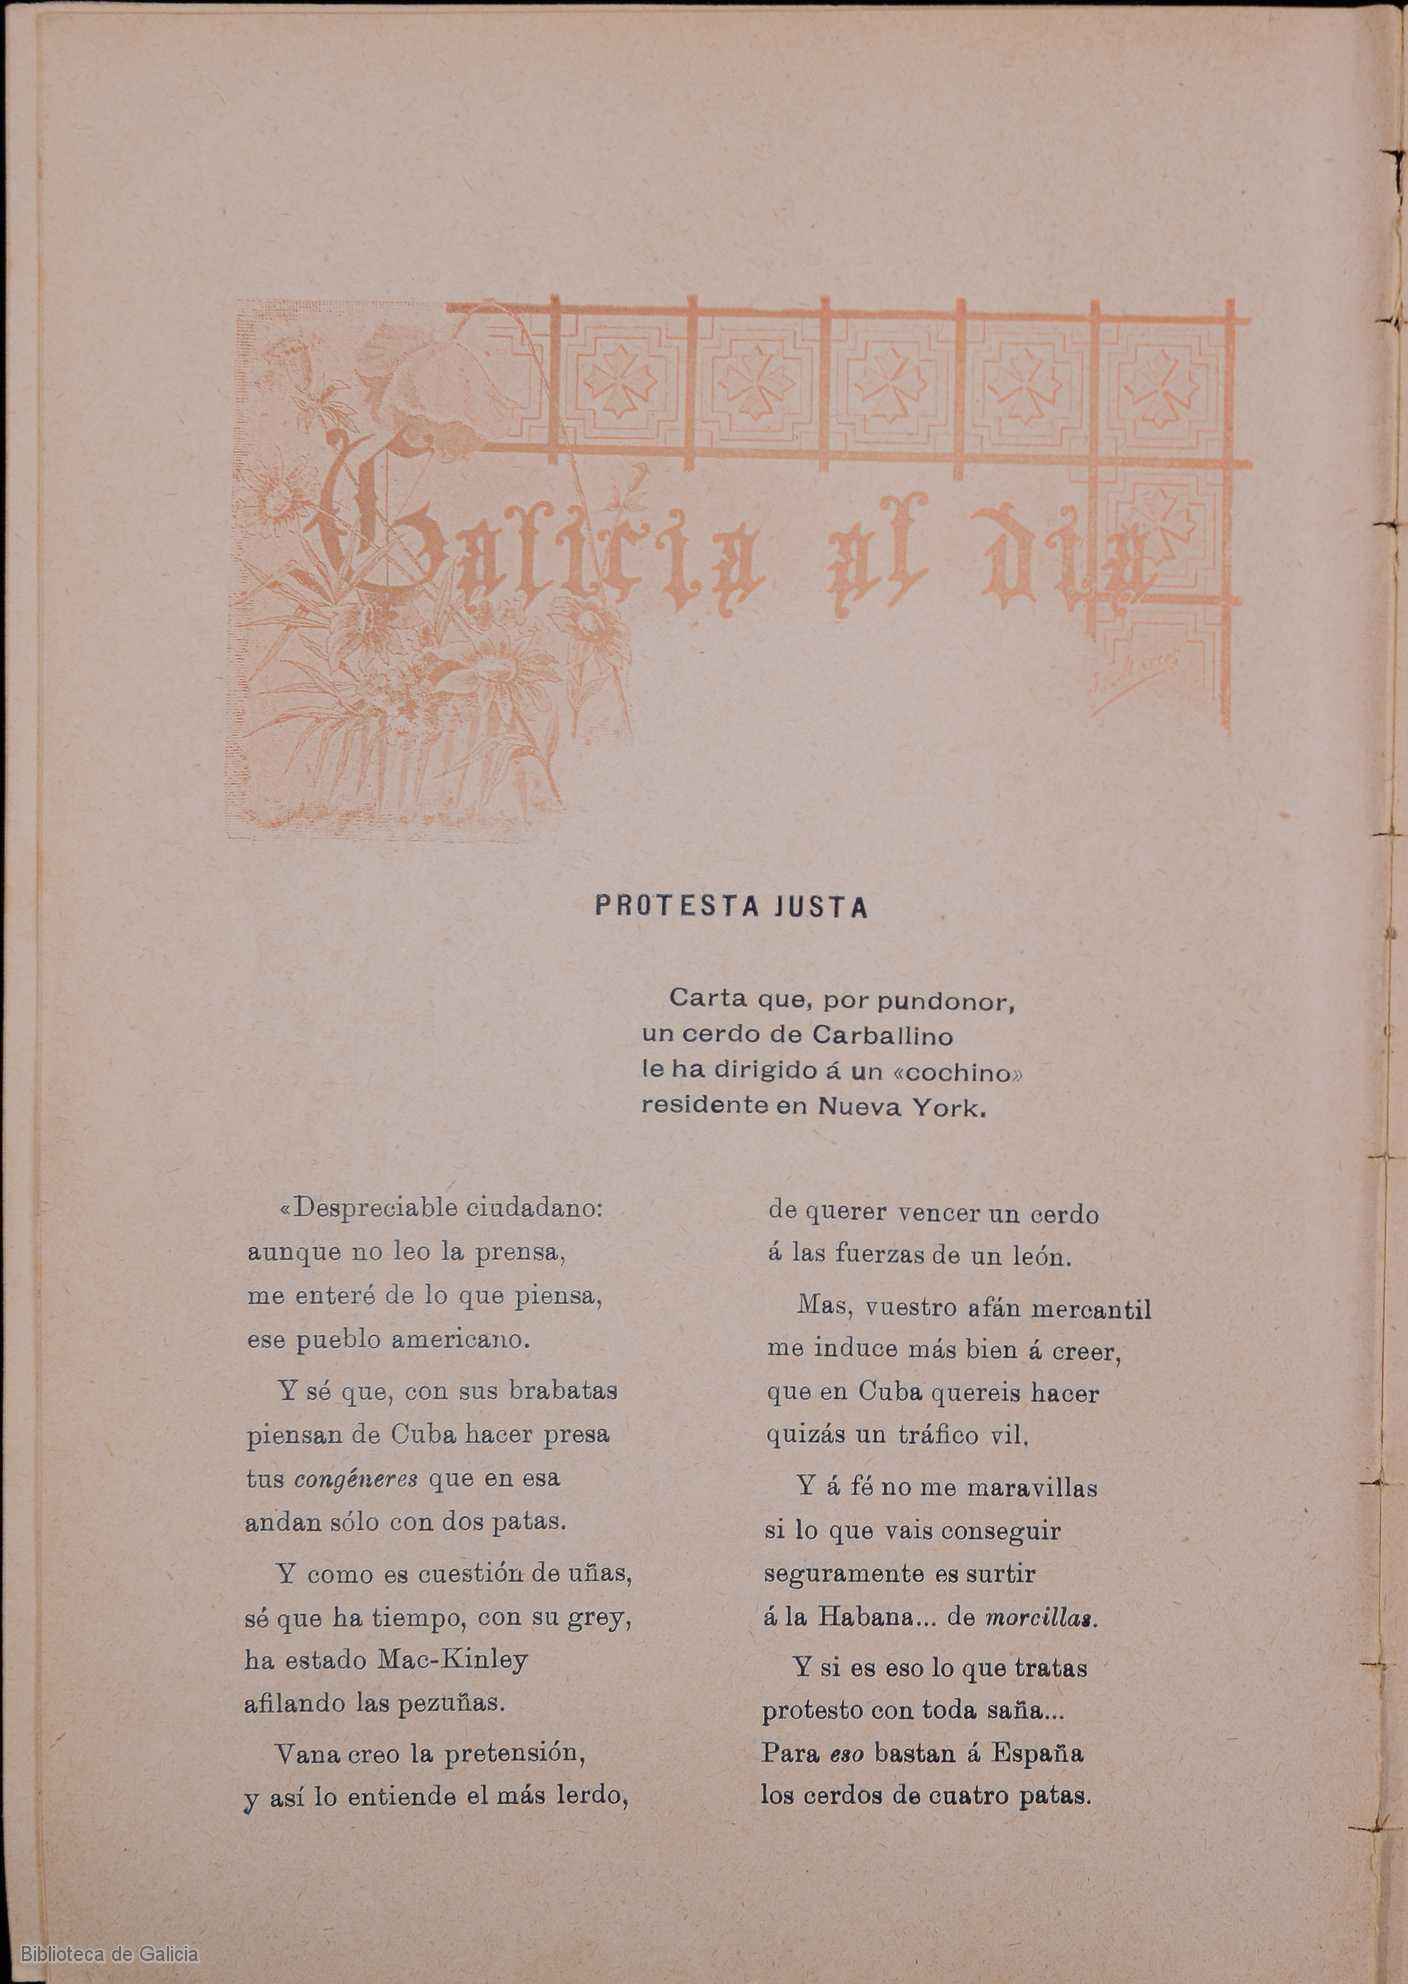 Galicia al dia
PROTESTA JUSTA
Carta que, por pundonor,
un cerdo de Carballino
le ha dirigido á un «cochino»
residente en Nueva York.
«Despreciable ciudadano:
aunque no leo la prensa,
me enteré de lo que piensa,
ese pueblo americano.
Y sé que, con sus brabatas
piensan de Cuba hacer presa
tus congéneres que en esa
andan sólo con dos patas.
Y como es cuestión de uñas,
sé que ha tiempo, con su grey,
ha estado Mac-Kinley
afilando las pezuñas.
Vana creo la pretensión,
y así lo entiende el más lerdo,
de querer vencer un cerdo
á las fuerzas de un león.
Mas, vuestro afán mercantil
me induce más bien á creer,
que en Cuba quereis hacer
quizás un tráfico vil.
Y á fé no me maravillas
si lo que vais conseguir
seguramente es surtir
á la Habana... de morcillas.
Y si es eso lo que tratas
protesto con toda saña...
Para eso bastan á España
los cerdos de cuatro patas.
Biblioteca de Galicia